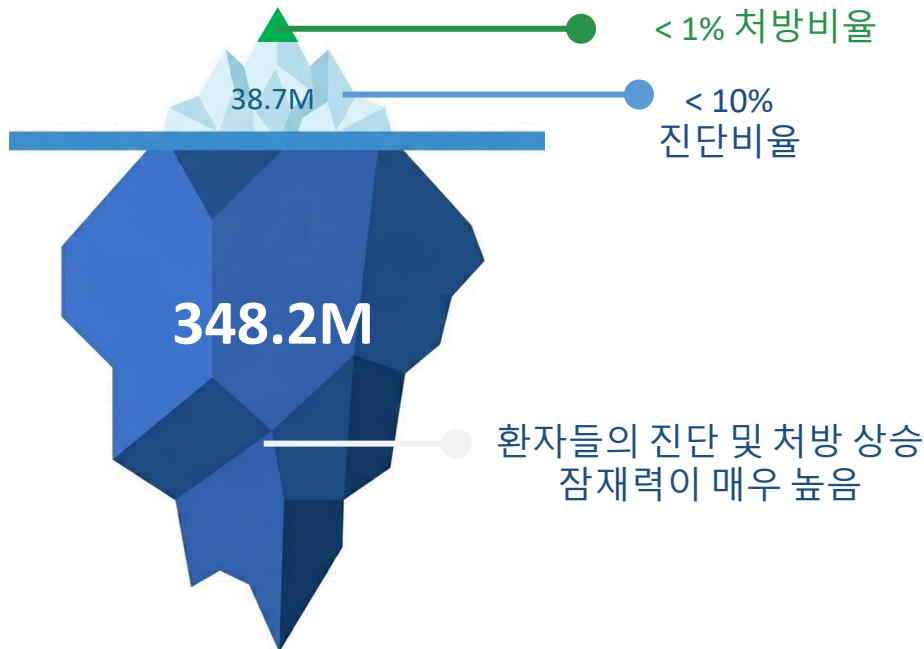 < 1% 처방비율
38.7M
< 10%
진단비율
348.2M
환자들의 진단 및 처방 상승
잠재력이 매우 높음